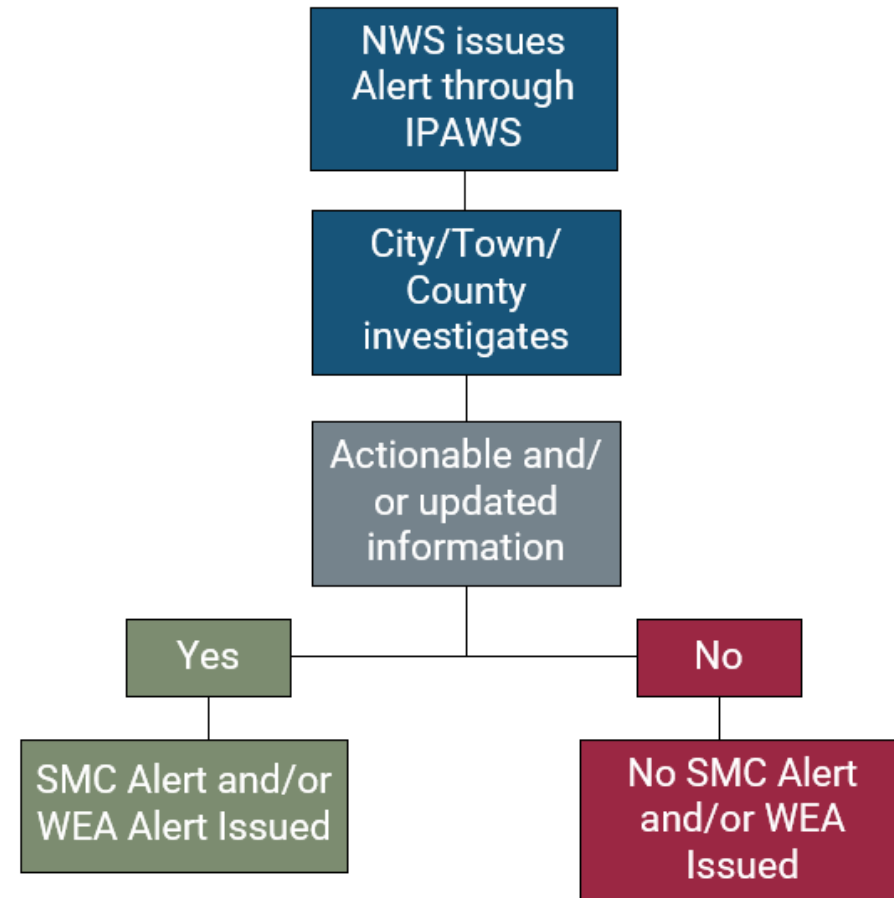 NWS issues
Alert through
IPAWS
City/Town/
County
investigates
Actionable and/
or updated
information
Yes
No
SMC Alert and/or
WEA Alert Issued
No SMC Alert
and/or WEA
Issued